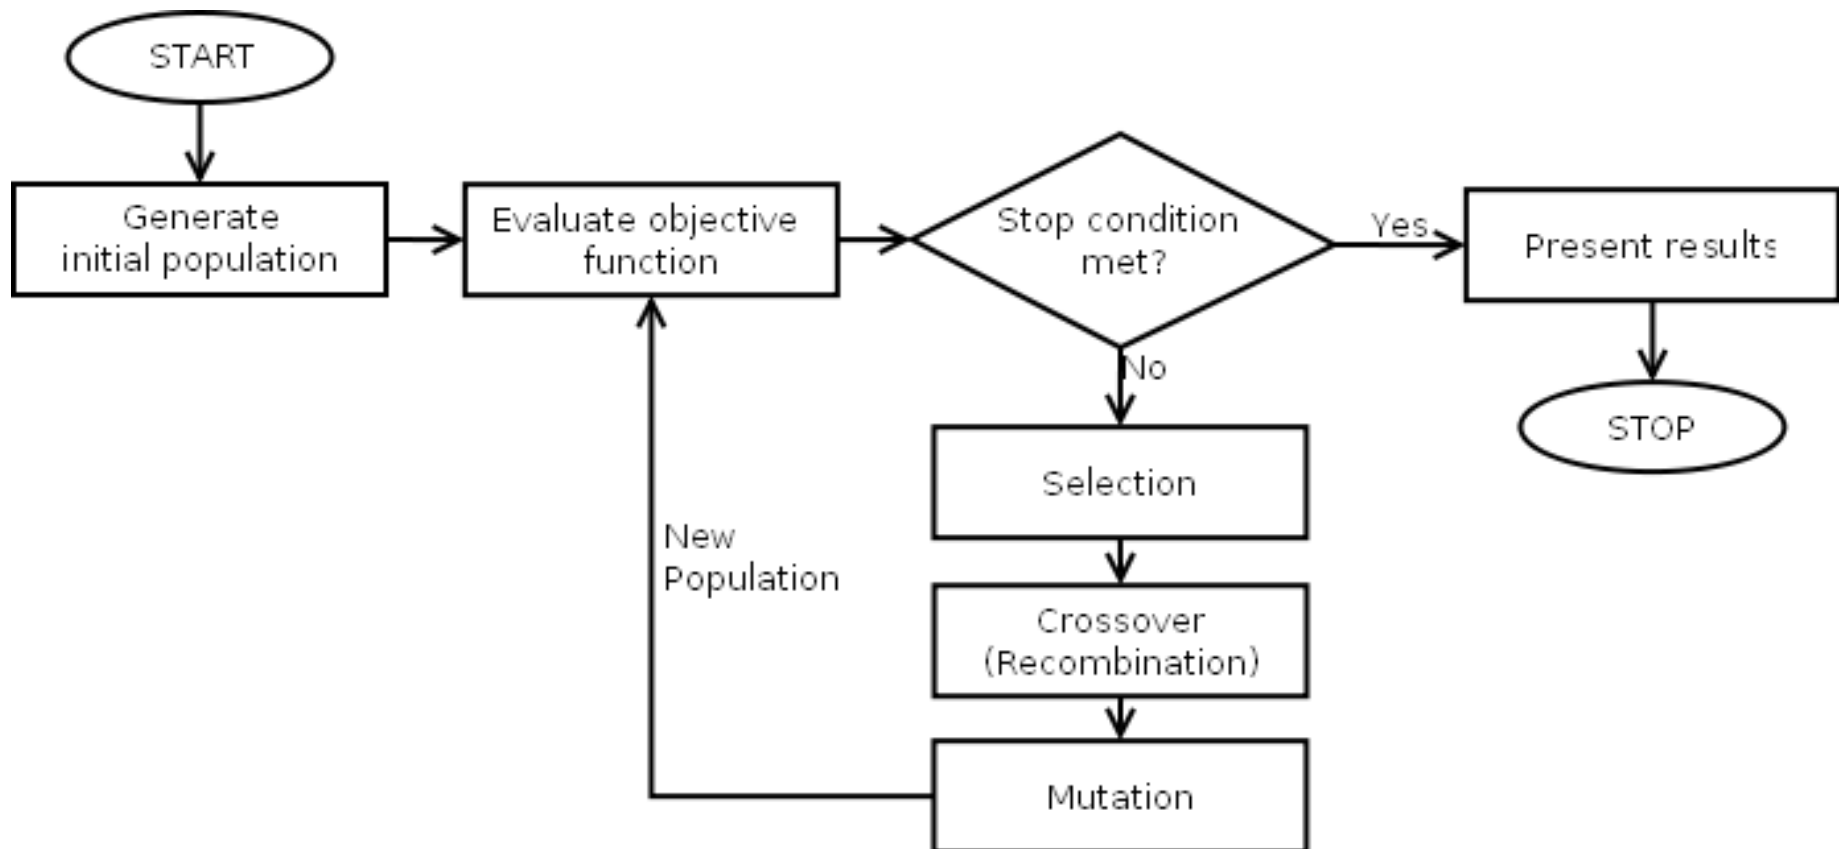 START
Generate
initial population
Evaluate objective
function
Stop condition
met?
Yes
Present results
No
STOP
Selection
New
Population
Crossover
(Recombination)
Mutation